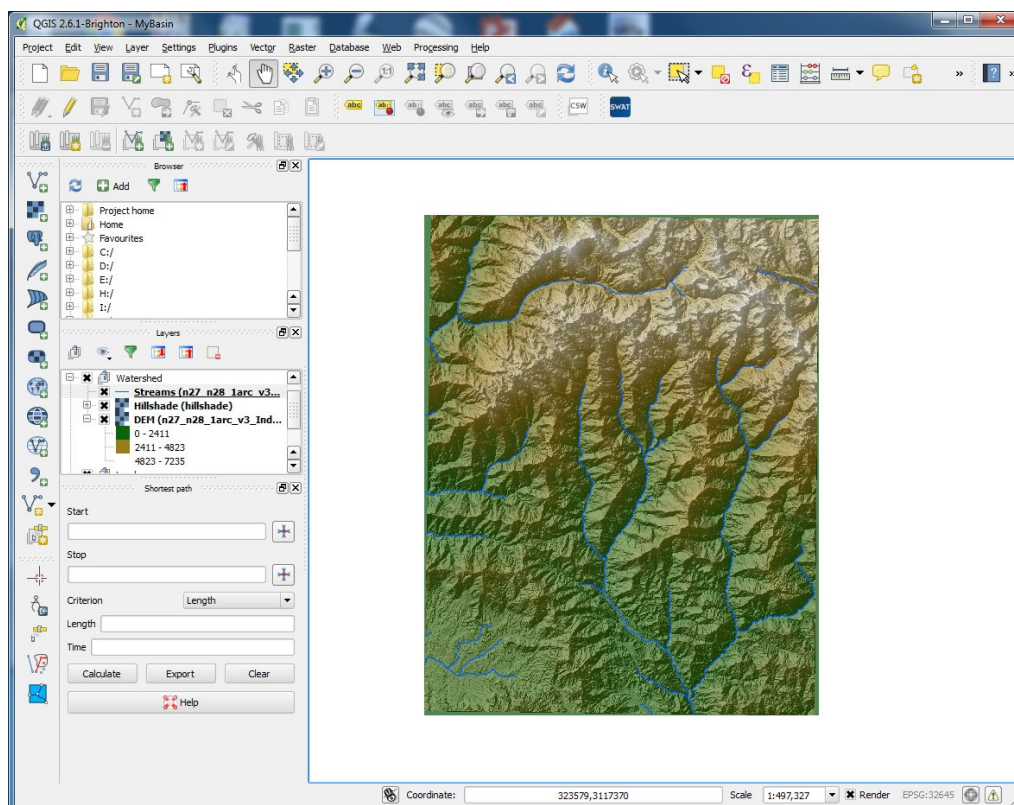 QGIS 2.6.1-Brighton - MyBasin
Project Edit View Layer Settings Plugins Vector Raster Database Web Processing Help
abc ab abc CSW SWAT
Browser
Add
Project home
Home
Favourites
C:/
D:/
E:/
H:/
I:/
Layers
Watershed
Streams (n27_n28_1arc_v3...
Hillshade (hillshade)
DEM (n27_n28_1arc_v3_Ind...
0 - 2411
2411 - 4823
4823 - 7235
Shortest path
Start
Stop
Criterion Length
Length
Time
Calculate Export Clear
Help
Coordinate: 323579,3117370 Scale 1:497,327 Render EPSG:32645